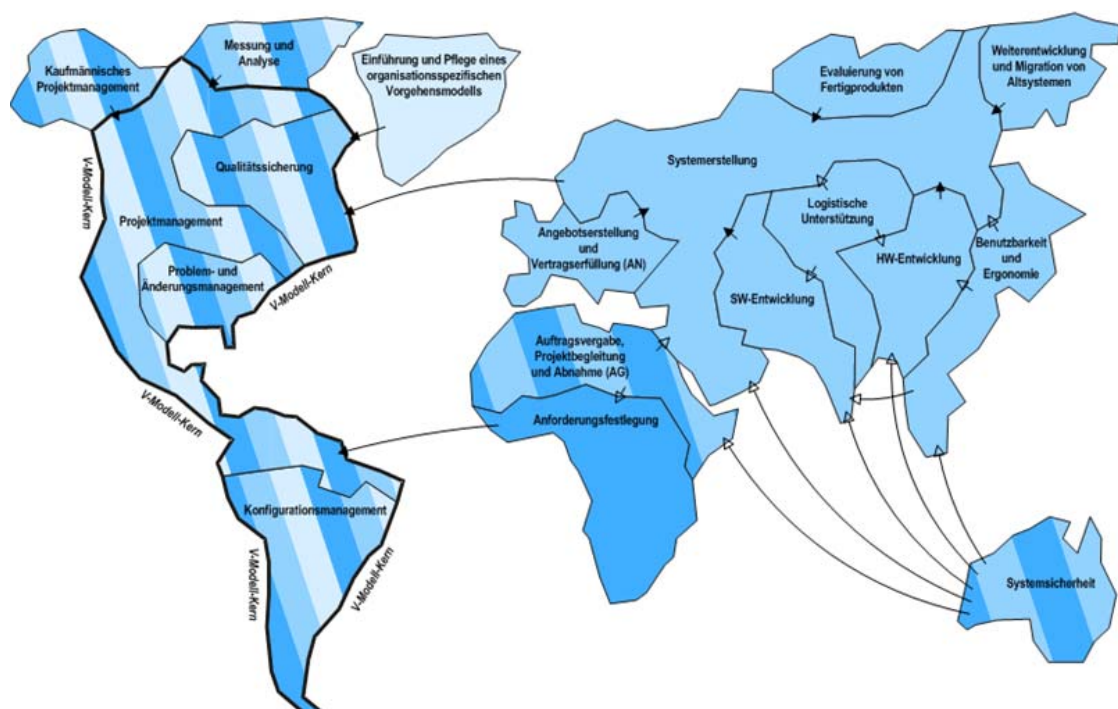 Kaufmännisches
Projektmanagement
Messung und
Analyse
Einführung und Pflege eines
organisationsspezifischen
Vorgehensmodells
Evaluierung von
Fertigprodukten
Weiterentwicklung
und Migration von
Altsystemen
V-Modell-Kern
Qualitätssicherung
Projektmanagement
Problem- und
Änderungsmanagement
V-Modell-Kern
Systemerstellung
Logistische
Unterstützung
Angebotserstellung
und
Vertragserfüllung (AN)
HW-Entwicklung
Benutzbarkeit
und
Ergonomie
SW-Entwicklung
Auftragsvergabe,
Projektbegleitung
und Abnahme (AG)
Anforderungsfestlegung
V-Modell-Kern
Konfigurationsmanagement
V-Modell-Kern
V-Modell-Kern
Systemsicherheit